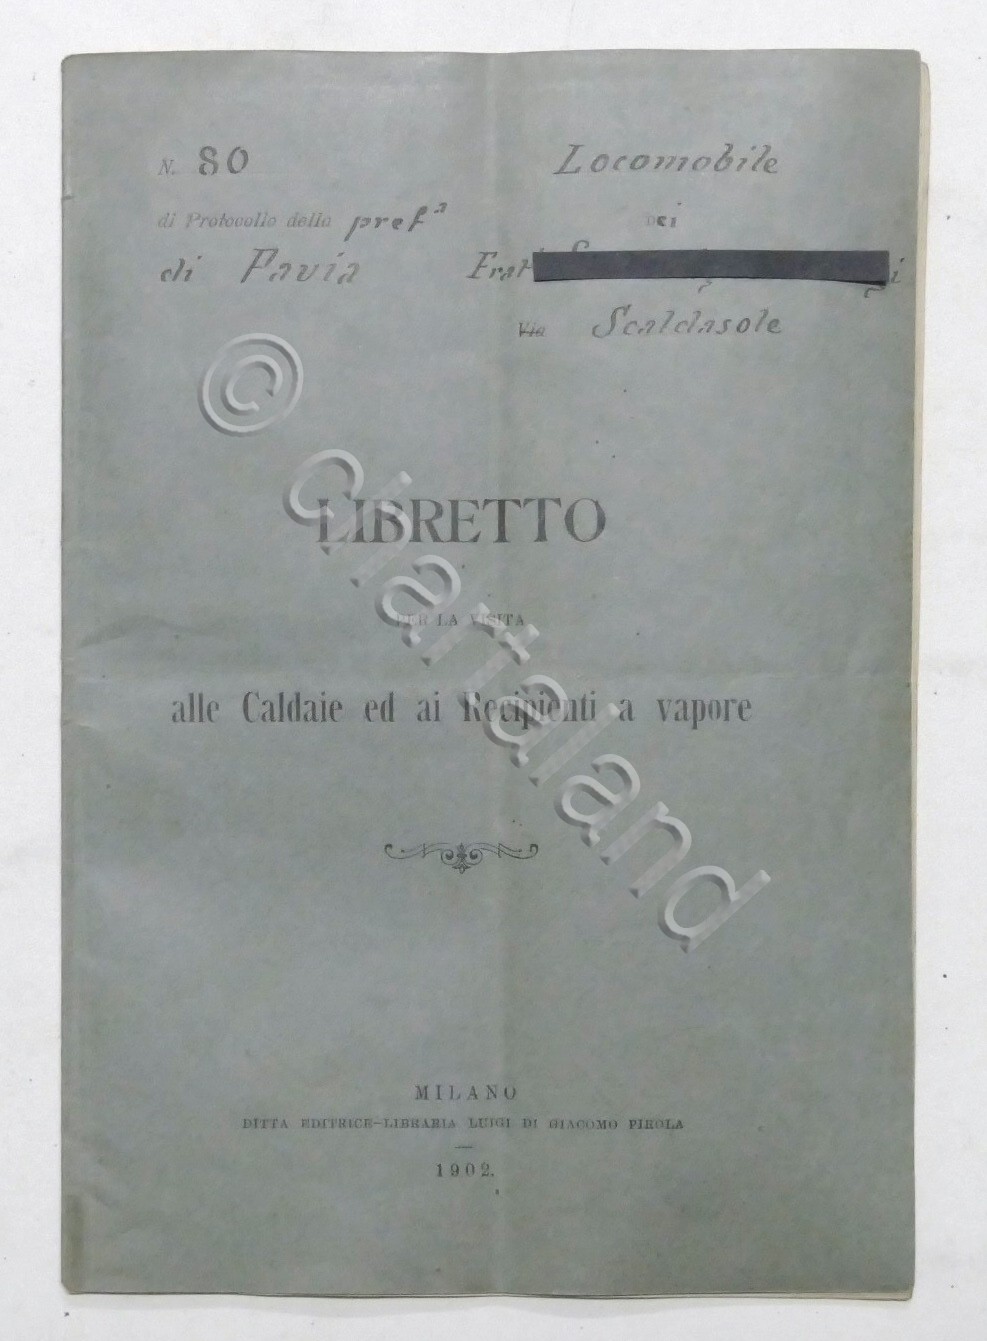 N. 80 Locomobile
di Protocollo della pref.ª dei
di Pavia Frat
Via Scaldasole
LIBRETTO
PER LA VISITA
alle Caldaie ed ai Recipienti a vapore
MILANO
DITTA EDITRICE-LIBRARIA LUIGI DI GIACOMO PIROLA
1902.
© Chartaland